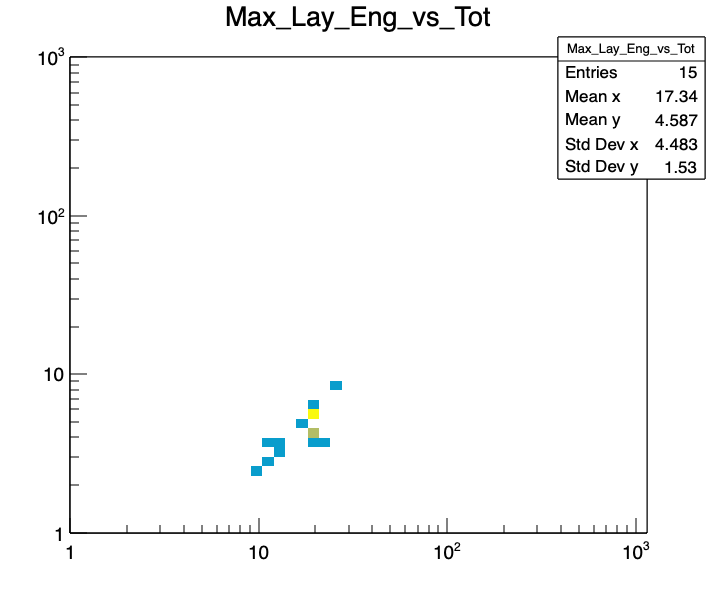 Max_Lay_Eng_vs_Tot
Max_Lay_Eng_vs_Tot
Entries 15
Mean x 17.34
Mean y 4.587
Std Dev x 4.483
Std Dev y 1.53
10³
10²
10
1
1 10 10² 10³